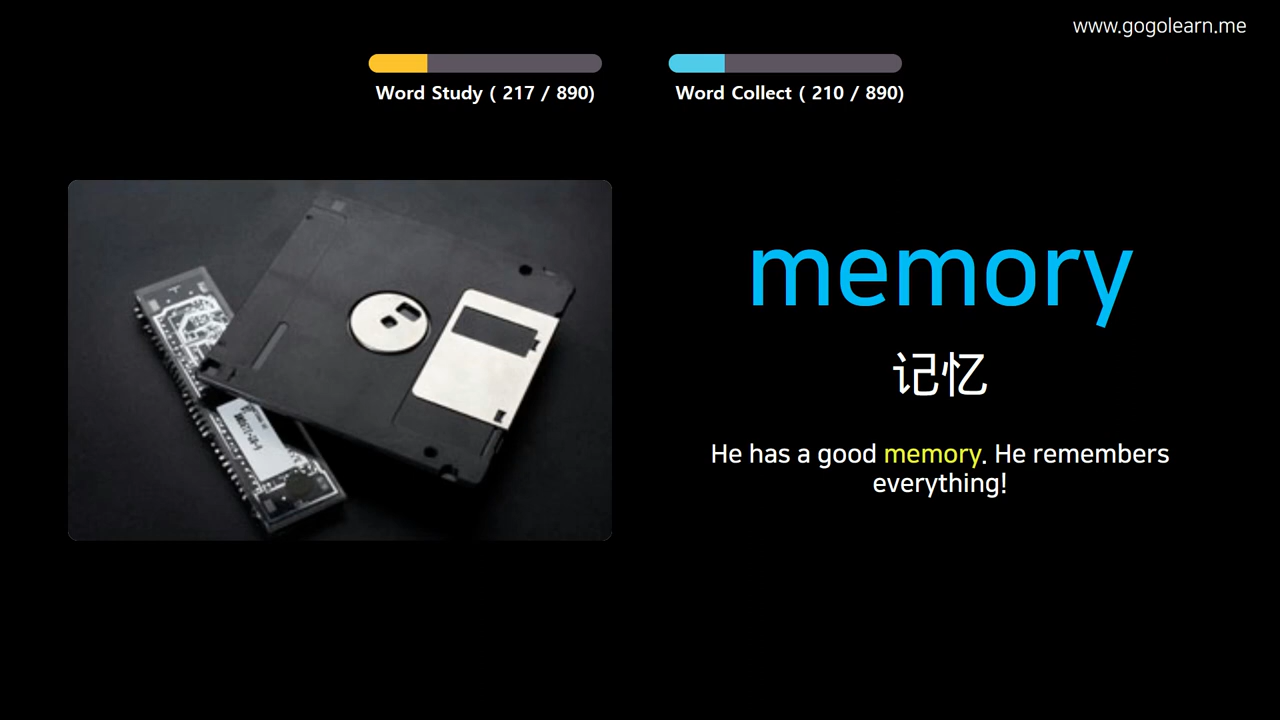 www.gogolearn.me
Word Study ( 217 / 890)
Word Collect ( 210 / 890)
memory
记忆
He has a good memory. He remembers
everything!